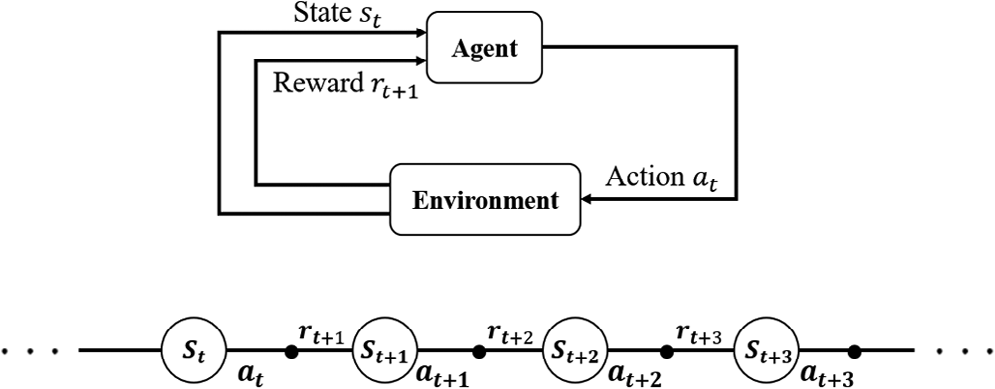 State s_t
Agent
Reward r_{t+1}
Action a_t
Environment
. . . s_t a_t r_{t+1} s_{t+1} a_{t+1} r_{t+2} s_{t+2} a_{t+2} r_{t+3} s_{t+3} a_{t+3} . . .